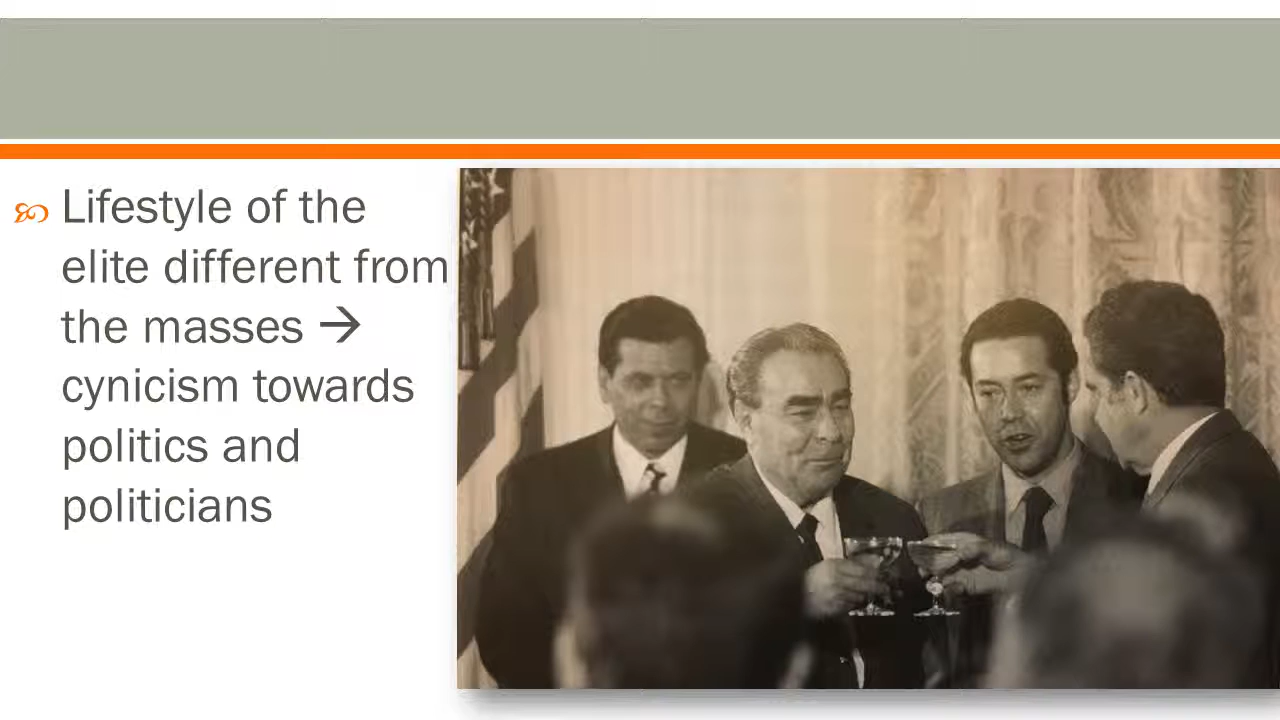 Lifestyle of the
elite different from
the masses →
cynicism towards
politics and
politicians